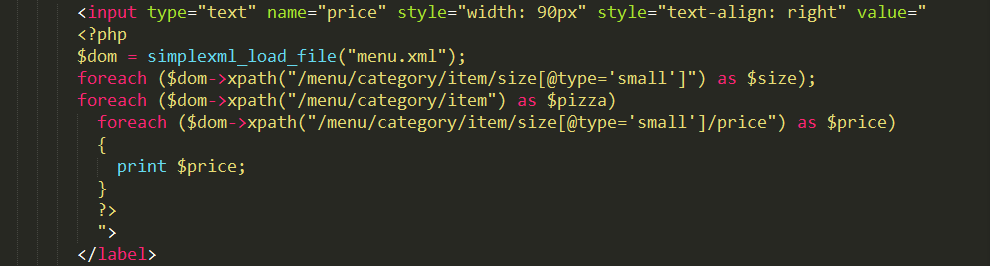 <input type="text" name="price" style="width: 90px" style="text-align: right" value="
<?php
$dom = simplexml_load_file("menu.xml");
foreach ($dom->xpath("/menu/category/item/size[@type='small']") as $size);
foreach ($dom->xpath("/menu/category/item") as $pizza)
  foreach ($dom->xpath("/menu/category/item/size[@type='small']/price") as $price)
  {
    print $price;
  }
  ?>
  ">
</label>